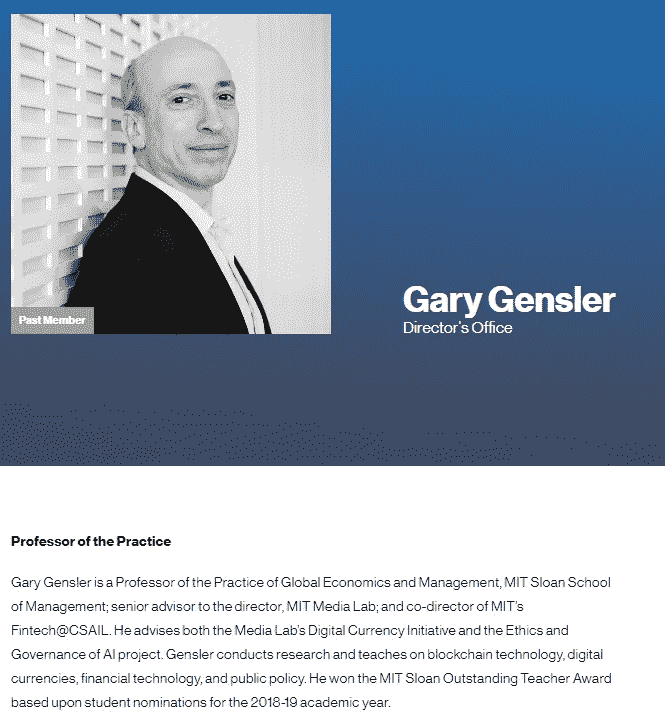 Past Member
Gary Gensler
Director's Office
Professor of the Practice
Gary Gensler is a Professor of the Practice of Global Economics and Management, MIT Sloan School
of Management; senior advisor to the director, MIT Media Lab; and co-director of MIT's
Fintech@CSAIL. He advises both the Media Lab's Digital Currency Initiative and the Ethics and
Governance of AI project. Gensler conducts research and teaches on blockchain technology, digital
currencies, financial technology, and public policy. He won the MIT Sloan Outstanding Teacher Award
based upon student nominations for the 2018-19 academic year.